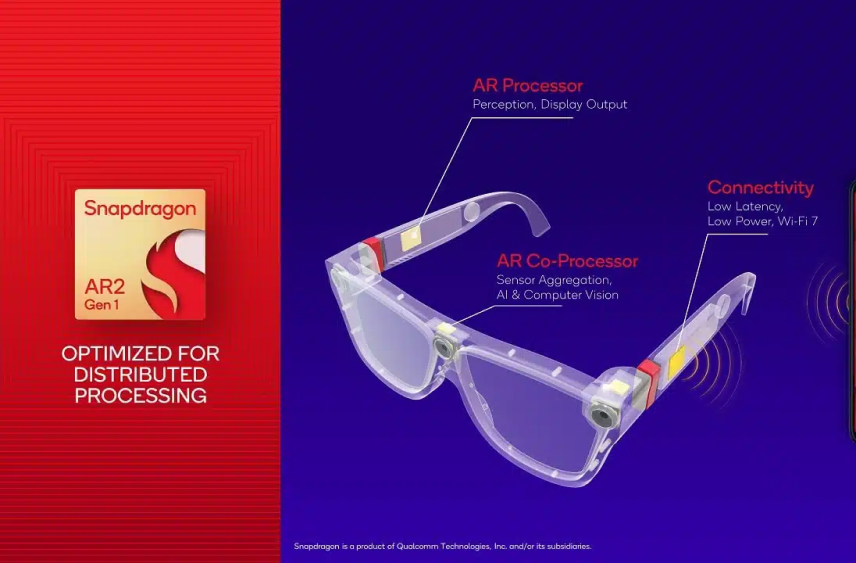 Snapdragon
AR2
Gen 1
OPTIMIZED FOR
DISTRIBUTED
PROCESSING
AR Processor
Perception, Display Output
Connectivity
Low Latency,
Low Power, Wi-Fi 7
AR Co-Processor
Sensor Aggregation,
AI & Computer Vision
Snapdragon is a product of Qualcomm Technologies, Inc. and/or its subsidiaries.